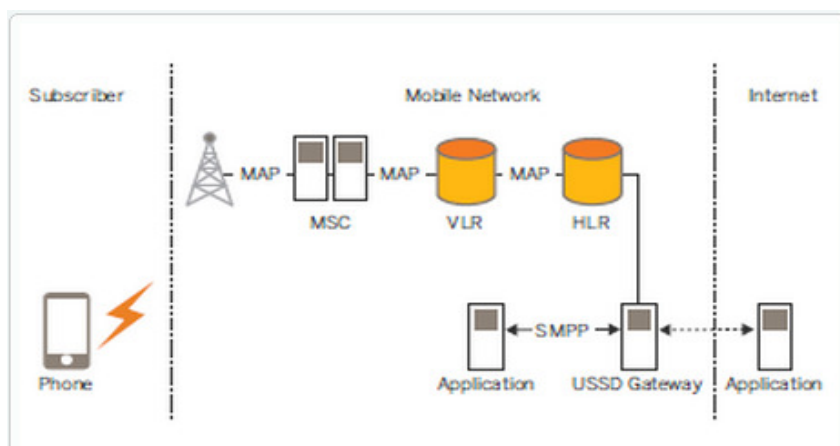 Subscriber
Mobile Network
Internet
MAP
MAP
MAP
MSC
VLR
HLR
SMPP
Phone
Application
USSD Gateway
Application